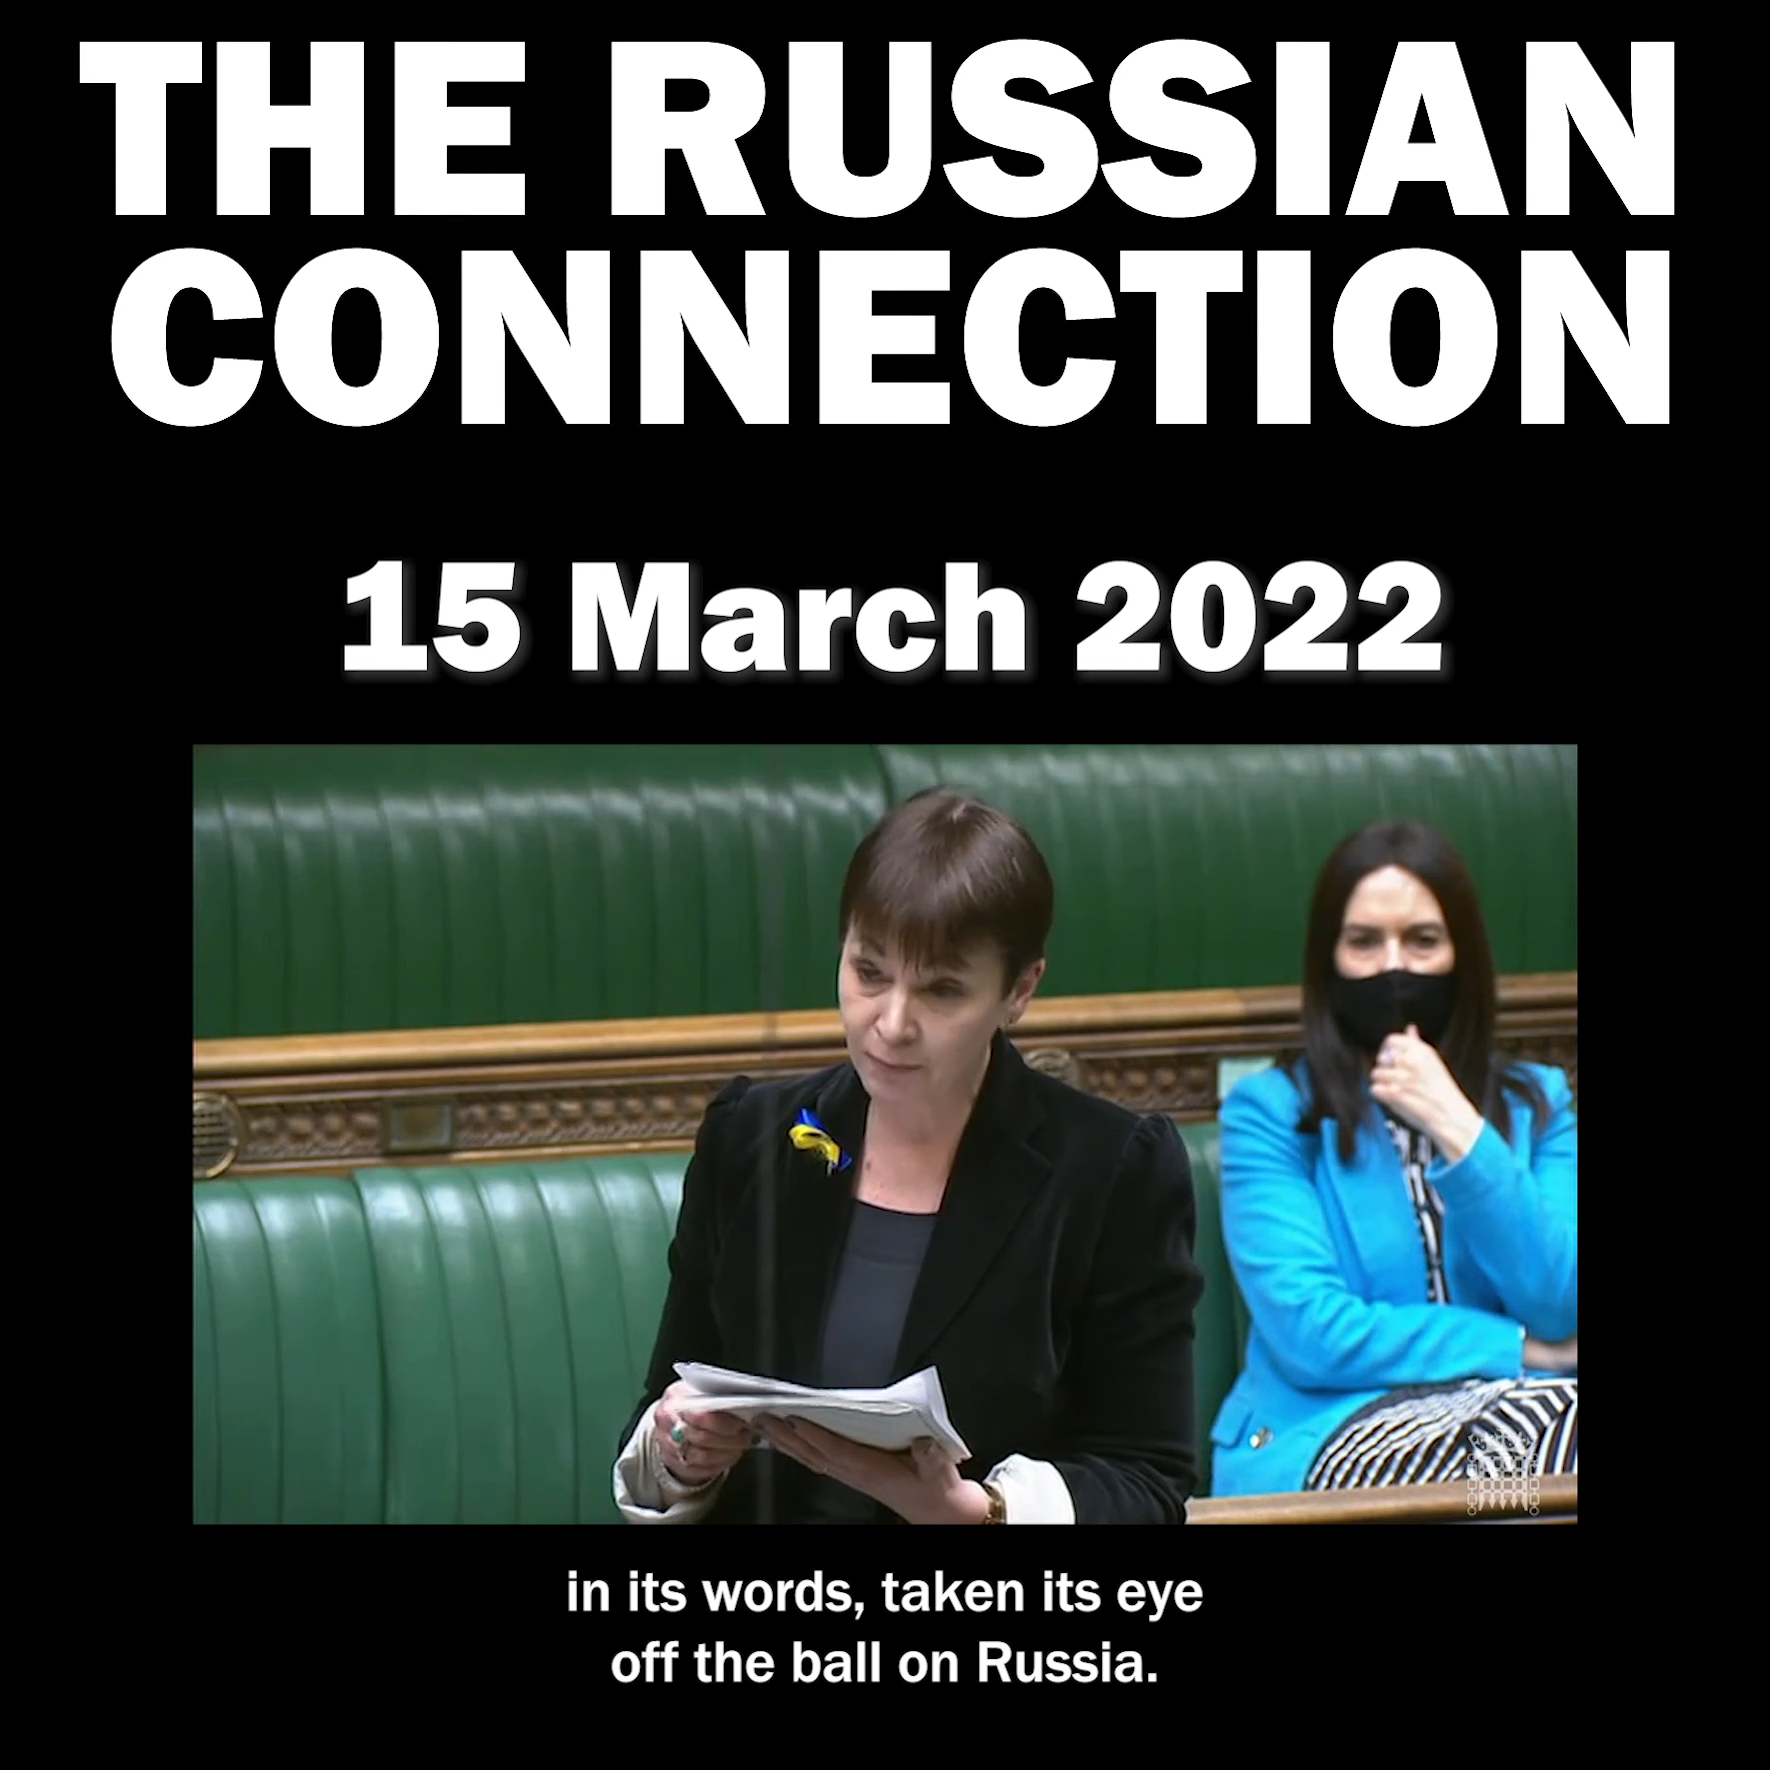 THE RUSSIAN
CONNECTION
15 March 2022
in its words, taken its eye
off the ball on Russia.